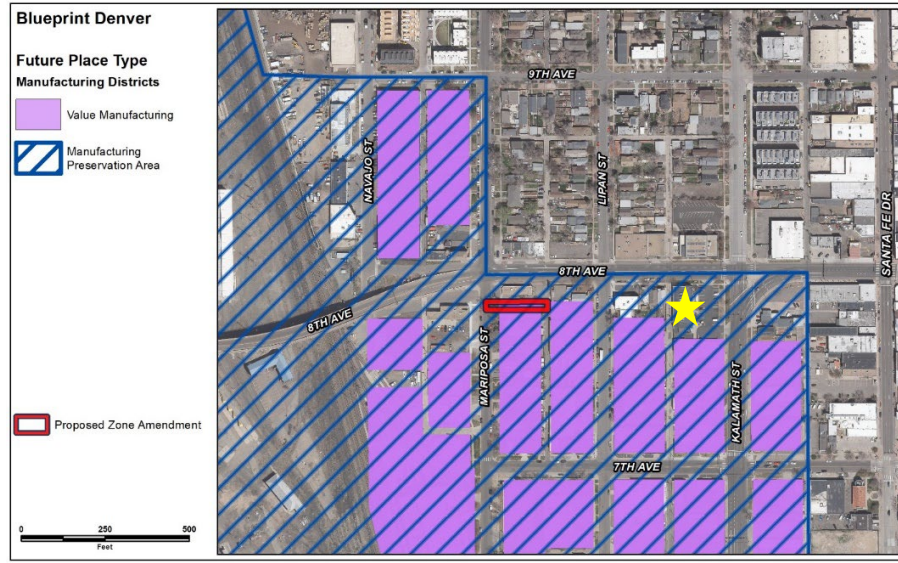 Blueprint Denver
Future Place Type
Manufacturing Districts
Value Manufacturing
Manufacturing
Preservation Area
Proposed Zone Amendment
0 250 500
Feet
9TH AVE
NAVAJO ST
LIPAN ST
SANTA FE DR
8TH AVE
8TH AVE
MARIPOSA ST
KALAMATH ST
7TH AVE